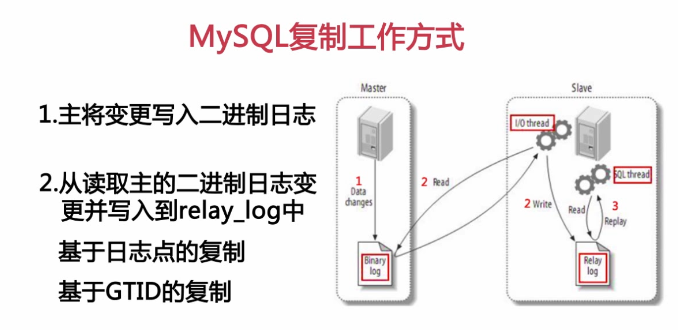 MySQL复制工作方式
1.主将变更写入二进制日志
2.从读取主的二进制日志变
更并写入到relay_log中
基于日志点的复制
基于GTID的复制
Master
Slave
I/O thread
SQL thread
1
Data
changes
2 Read
2 Write
Read
3
Replay
Binary
log
Relay
log